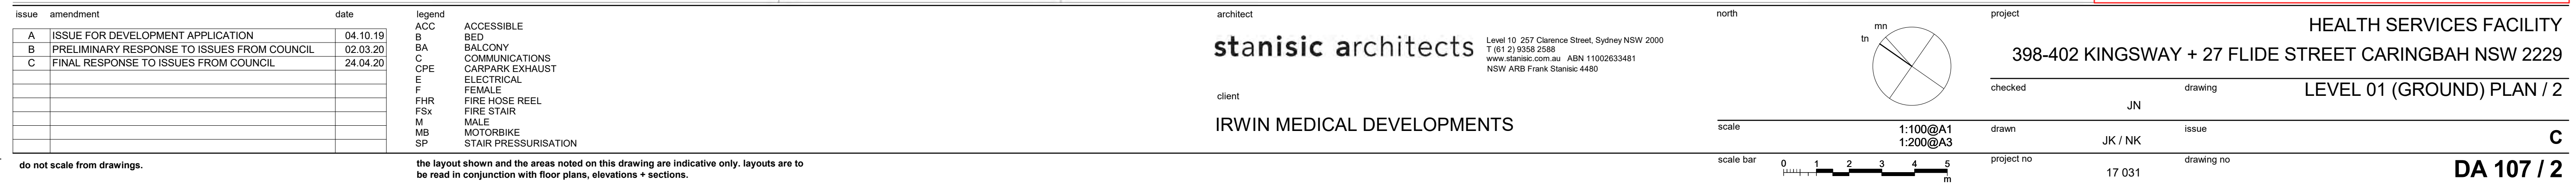 issue amendment date
A ISSUE FOR DEVELOPMENT APPLICATION 04.10.19
B PRELIMINARY RESPONSE TO ISSUES FROM COUNCIL 02.03.20
C FINAL RESPONSE TO ISSUES FROM COUNCIL 24.04.20
do not scale from drawings.
legend
ACC ACCESSIBLE
B BED
BA BALCONY
C COMMUNICATIONS
CPE CARPARK EXHAUST
E ELECTRICAL
F FEMALE
FHR FIRE HOSE REEL
FSx FIRE STAIR
M MALE
MB MOTORBIKE
SP STAIR PRESSURISATION
the layout shown and the areas noted on this drawing are indicative only. layouts are to
be read in conjunction with floor plans, elevations + sections.
architect
stanisic architects
Level 10 257 Clarence Street, Sydney NSW 2000
T (61 2) 9358 2588
www.stanisic.com.au ABN 11002633481
NSW ARB Frank Stanisic 4480
client
IRWIN MEDICAL DEVELOPMENTS
north
mn
tn
scale
1:100@A1
1:200@A3
scale bar
0 1 2 3 4 5
m
project
HEALTH SERVICES FACILITY
398-402 KINGSWAY + 27 FLIDE STREET CARINGBAH NSW 2229
checked
JN
drawing
LEVEL 01 (GROUND) PLAN / 2
drawn
JK / NK
issue
C
project no
17 031
drawing no
DA 107 / 2